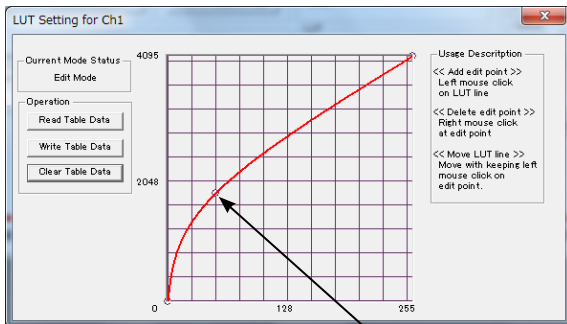 LUT Setting for Ch1
x
Current Mode Status
Edit Mode
Operation
Read Table Data
Write Table Data
Clear Table Data
4095
2048
0
128
255
Usage Descritption
<< Add edit point >>
Left mouse click
on LUT line
<< Delete edit point >>
Right mouse click
at edit point
<< Move LUT line >>
Move with keeping left
mouse click on
edit point.